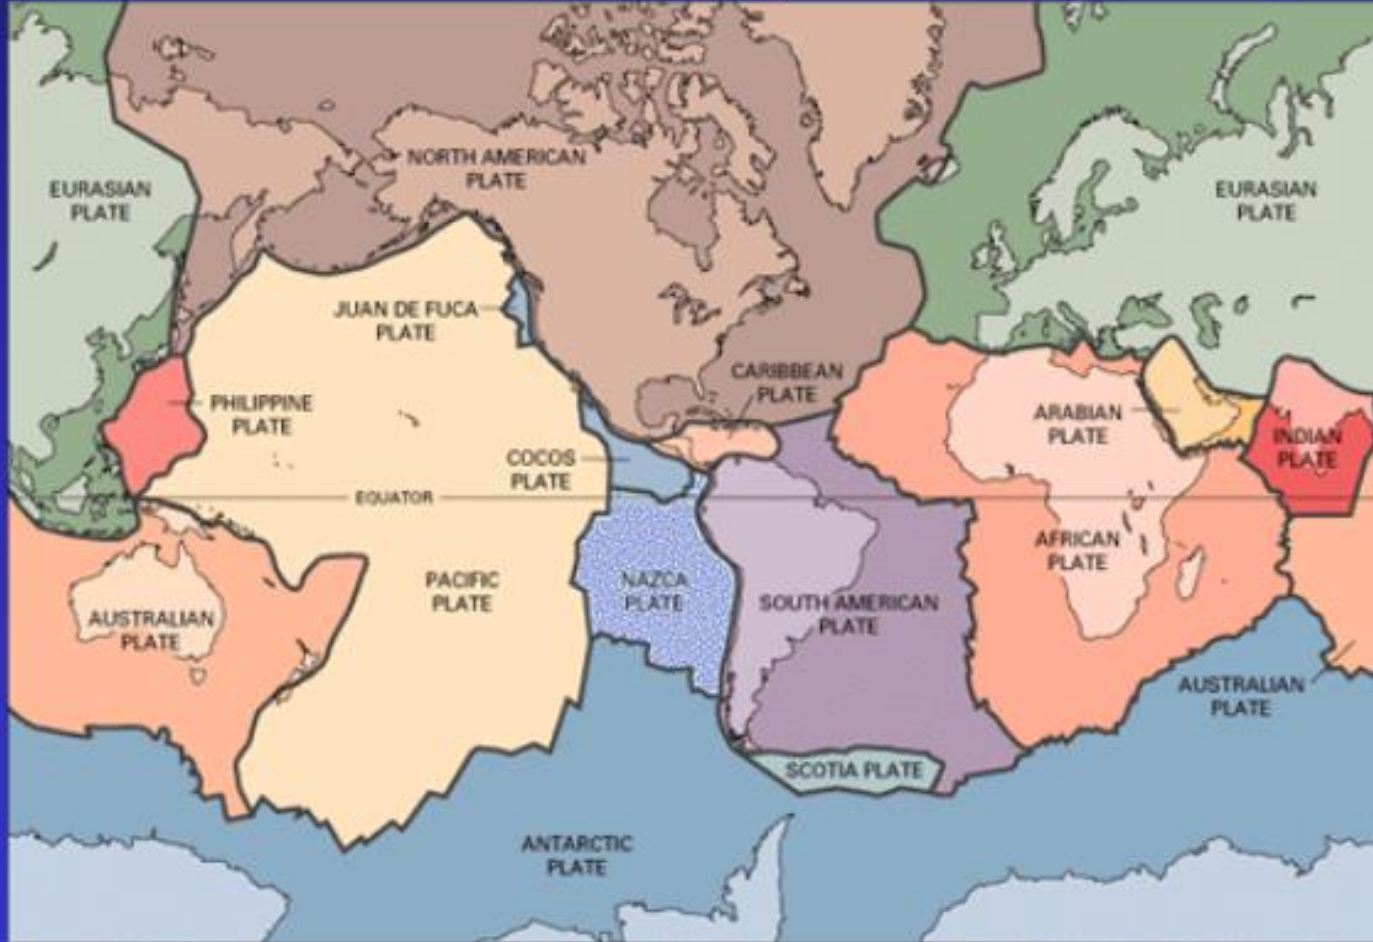 NORTH AMERICAN
PLATE
EURASIAN
PLATE
EURASIAN
PLATE
JUAN DE FUCA
PLATE
CARIBBEAN
PLATE
PHILIPPINE
PLATE
ARABIAN
PLATE
INDIAN
PLATE
COCOS
PLATE
EQUATOR
AFRICAN
PLATE
PACIFIC
PLATE
NAZCA
PLATE
SOUTH AMERICAN
PLATE
AUSTRALIAN
PLATE
AUSTRALIAN
PLATE
SCOTIA PLATE
ANTARCTIC
PLATE